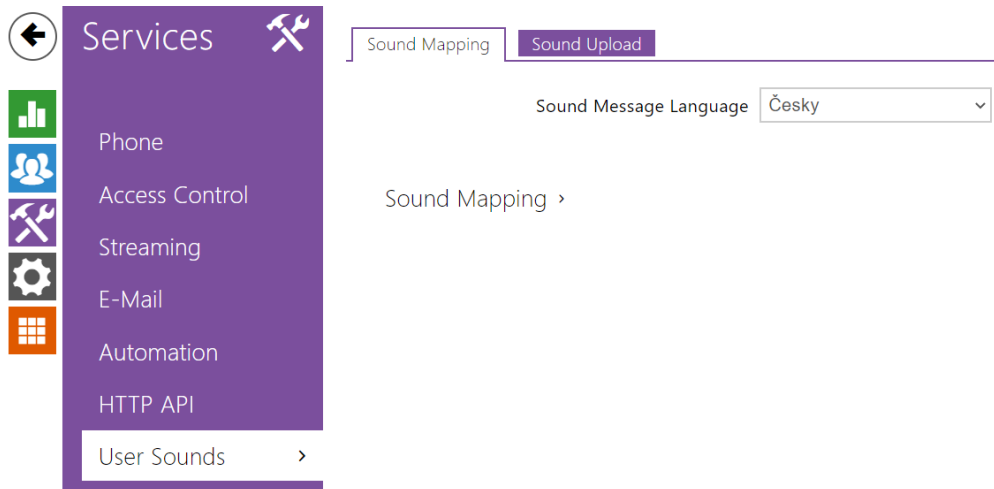 Services
Phone
Access Control
Streaming
E-Mail
Automation
HTTP API
User Sounds
Sound Mapping
Sound Upload
Sound Message Language
Česky
Sound Mapping